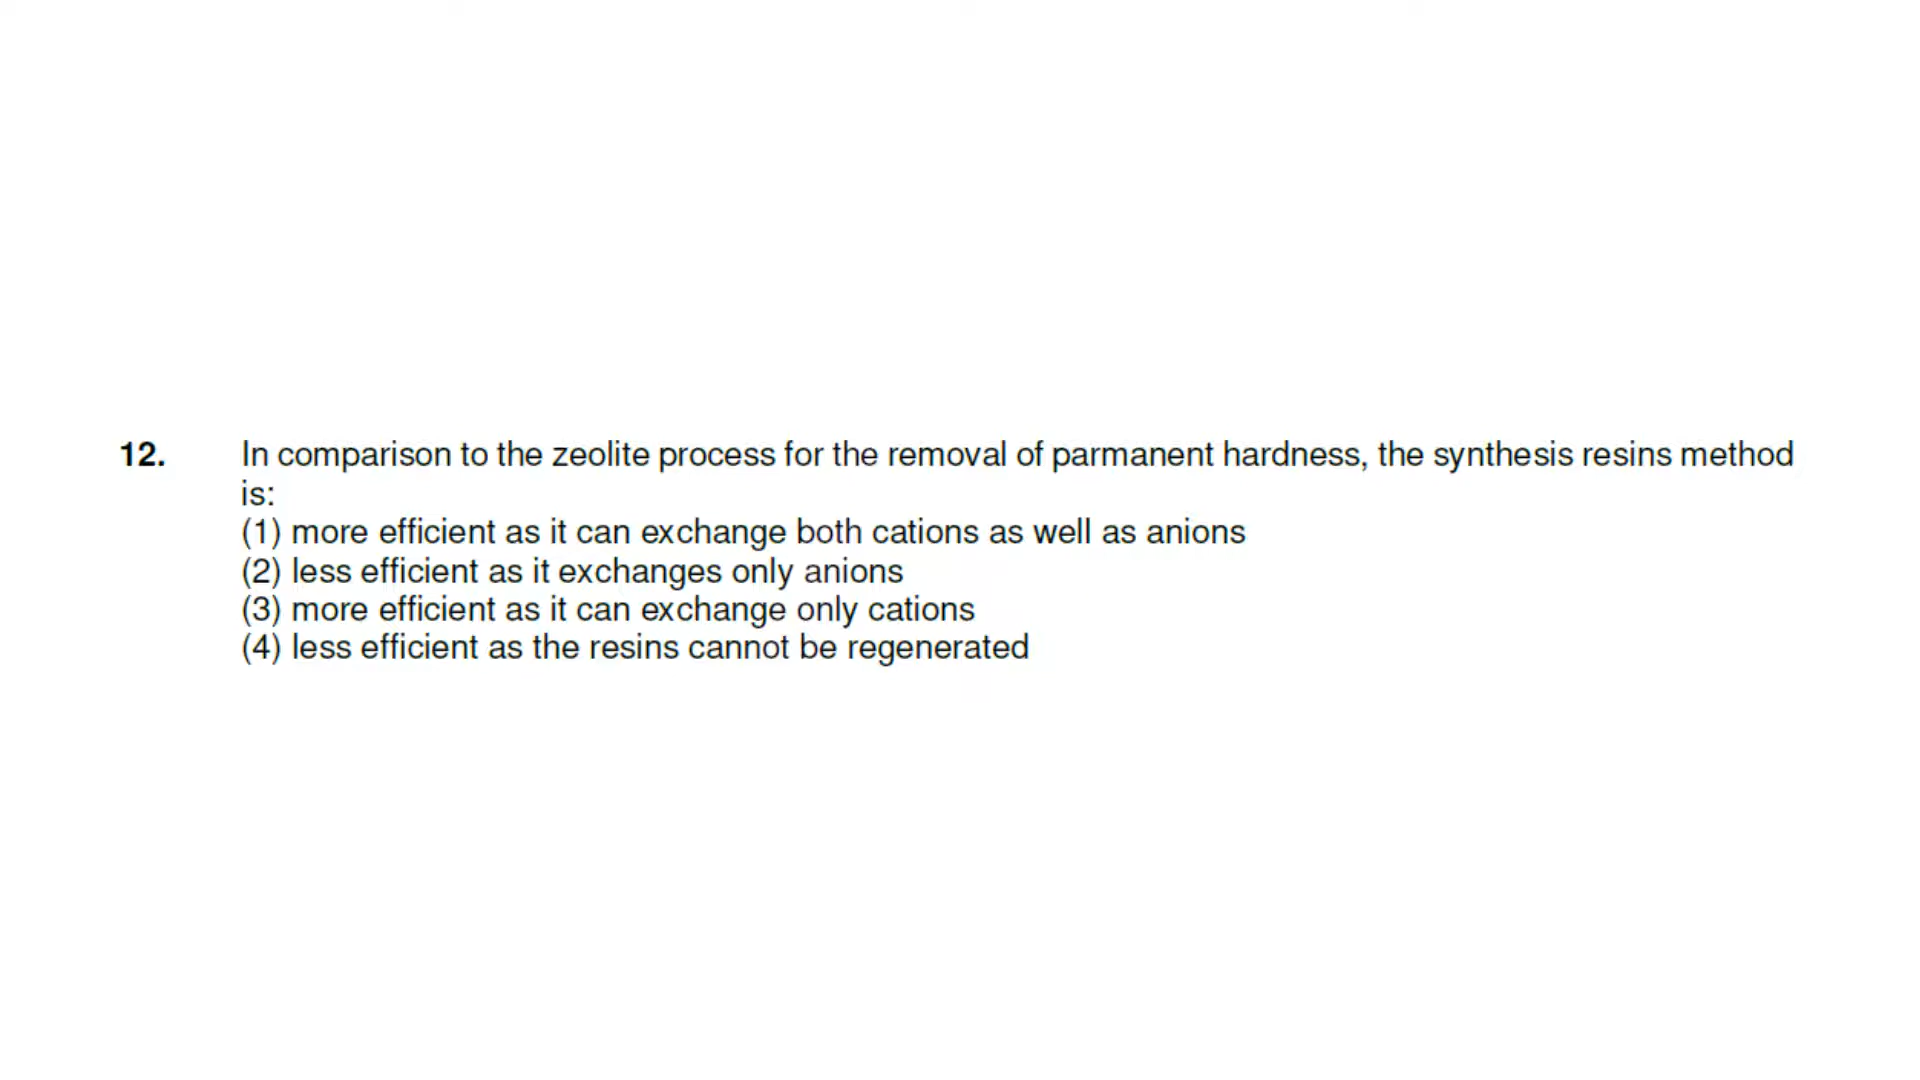 12. In comparison to the zeolite process for the removal of parmanent hardness, the synthesis resins method
is:
(1) more efficient as it can exchange both cations as well as anions
(2) less efficient as it exchanges only anions
(3) more efficient as it can exchange only cations
(4) less efficient as the resins cannot be regenerated